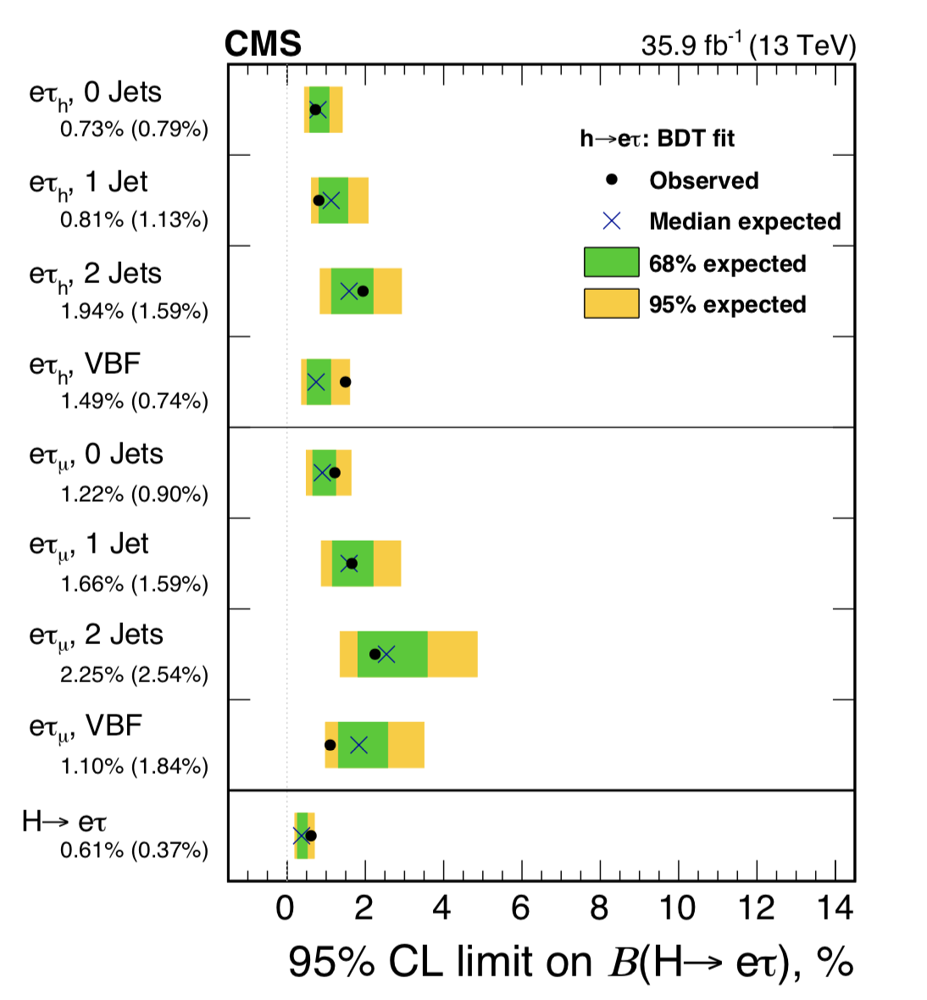 CMS 35.9 fb⁻¹ (13 TeV)
eτₕ, 0 Jets
0.73% (0.79%)
h→eτ: BDT fit
Observed
eτₕ, 1 Jet
0.81% (1.13%)
Median expected
68% expected
eτₕ, 2 Jets
1.94% (1.59%)
95% expected
eτₕ, VBF
1.49% (0.74%)
eτ_μ, 0 Jets
1.22% (0.90%)
eτ_μ, 1 Jet
1.66% (1.59%)
eτ_μ, 2 Jets
2.25% (2.54%)
eτ_μ, VBF
1.10% (1.84%)
H→ eτ
0.61% (0.37%)
0 2 4 6 8 10 12 14
95% CL limit on B(H→ eτ), %